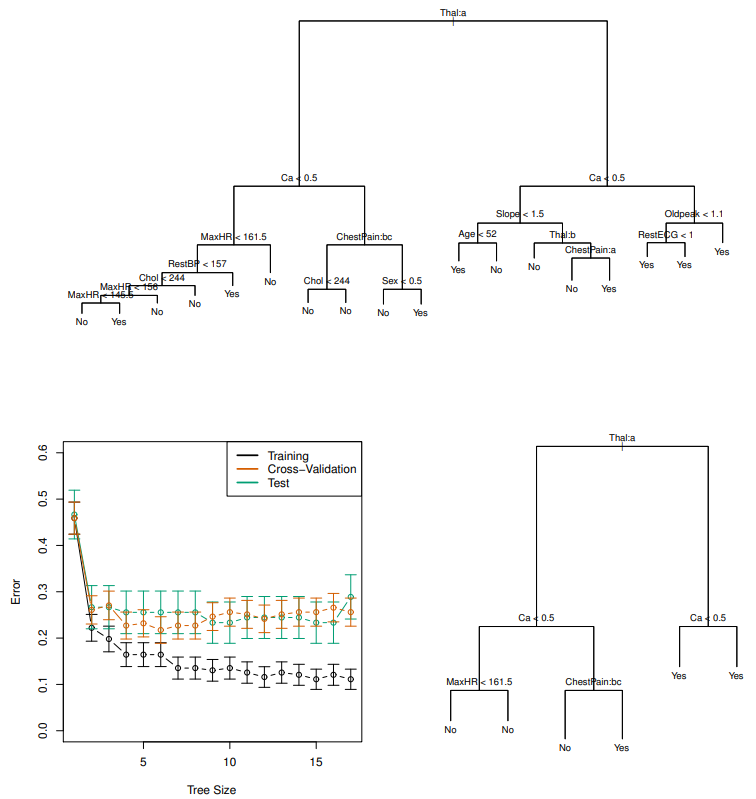 Thal:a
Ca < 0.5
Ca < 0.5
Slope < 1.5
Oldpeak < 1.1
MaxHR < 161.5
ChestPain:bc
Age < 52
Thal:b
RestECG < 1
ChestPain:a
RestBP < 157
Chol < 244
MaxHR < 156
MaxHR < 145.5
Chol < 244
Sex < 0.5
Yes
No
No
No
Yes
Yes
Yes
Yes
No
Yes
No
No
No
Yes
No
No
No
Yes
0.6
0.5
0.4
0.3
0.2
0.1
0.0
Error
Training
Cross−Validation
Test
5
10
15
Tree Size
Thal:a
Ca < 0.5
Ca < 0.5
MaxHR < 161.5
ChestPain:bc
Yes
Yes
No
No
No
Yes